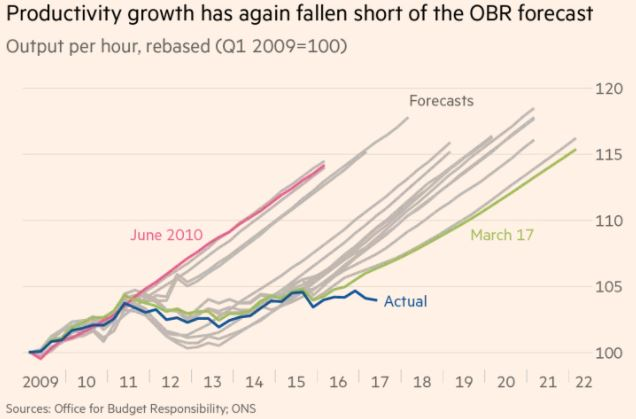 Productivity growth has again fallen short of the OBR forecast
Output per hour, rebased (Q1 2009=100)
Forecasts
120
115
June 2010
March 17
110
105
Actual
100
2009 10 11 12 13 14 15 16 17 18 19 20 21 22
Sources: Office for Budget Responsibility; ONS